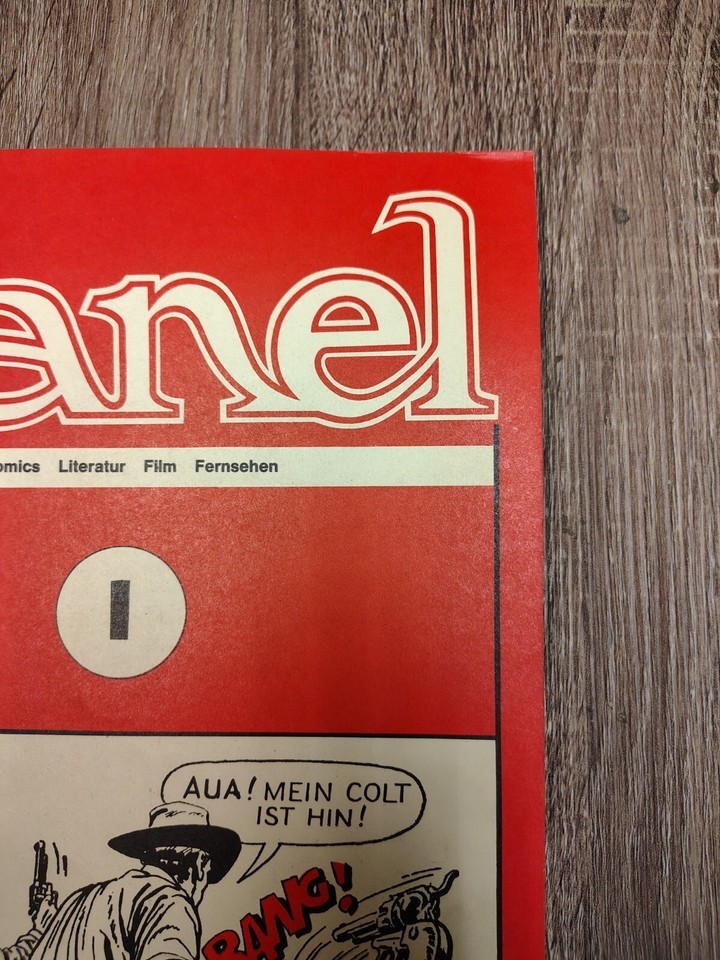 anel
omics Literatur Film Fernsehen
I
AUA! MEIN COLT
IST HIN!
BANG!